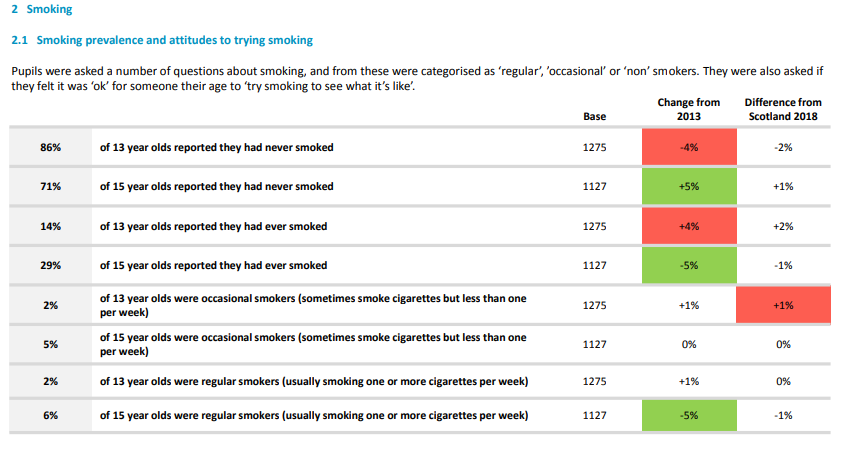 2 Smoking
2.1 Smoking prevalence and attitudes to trying smoking
Pupils were asked a number of questions about smoking, and from these were categorised as ‘regular’, ‘occasional’ or ‘non’ smokers. They were also asked if
they felt it was ‘ok’ for someone their age to ‘try smoking to see what it’s like’.
Base Change from 2013 Difference from Scotland 2018
86% of 13 year olds reported they had never smoked 1275 -4% -2%
71% of 15 year olds reported they had never smoked 1127 +5% +1%
14% of 13 year olds reported they had ever smoked 1275 +4% +2%
29% of 15 year olds reported they had ever smoked 1127 -5% -1%
2% of 13 year olds were occasional smokers (sometimes smoke cigarettes but less than one per week) 1275 +1% +1%
5% of 15 year olds were occasional smokers (sometimes smoke cigarettes but less than one per week) 1127 0% 0%
2% of 13 year olds were regular smokers (usually smoking one or more cigarettes per week) 1275 +1% 0%
6% of 15 year olds were regular smokers (usually smoking one or more cigarettes per week) 1127 -5% -1%